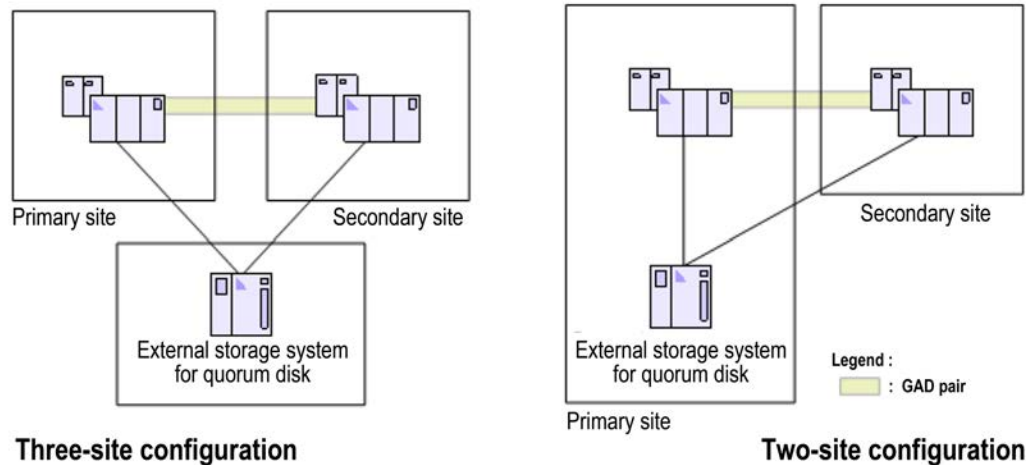 Primary site
Secondary site
External storage system
for quorum disk
Three-site configuration
Secondary site
External storage system
for quorum disk
Primary site
Legend :
: GAD pair
Two-site configuration